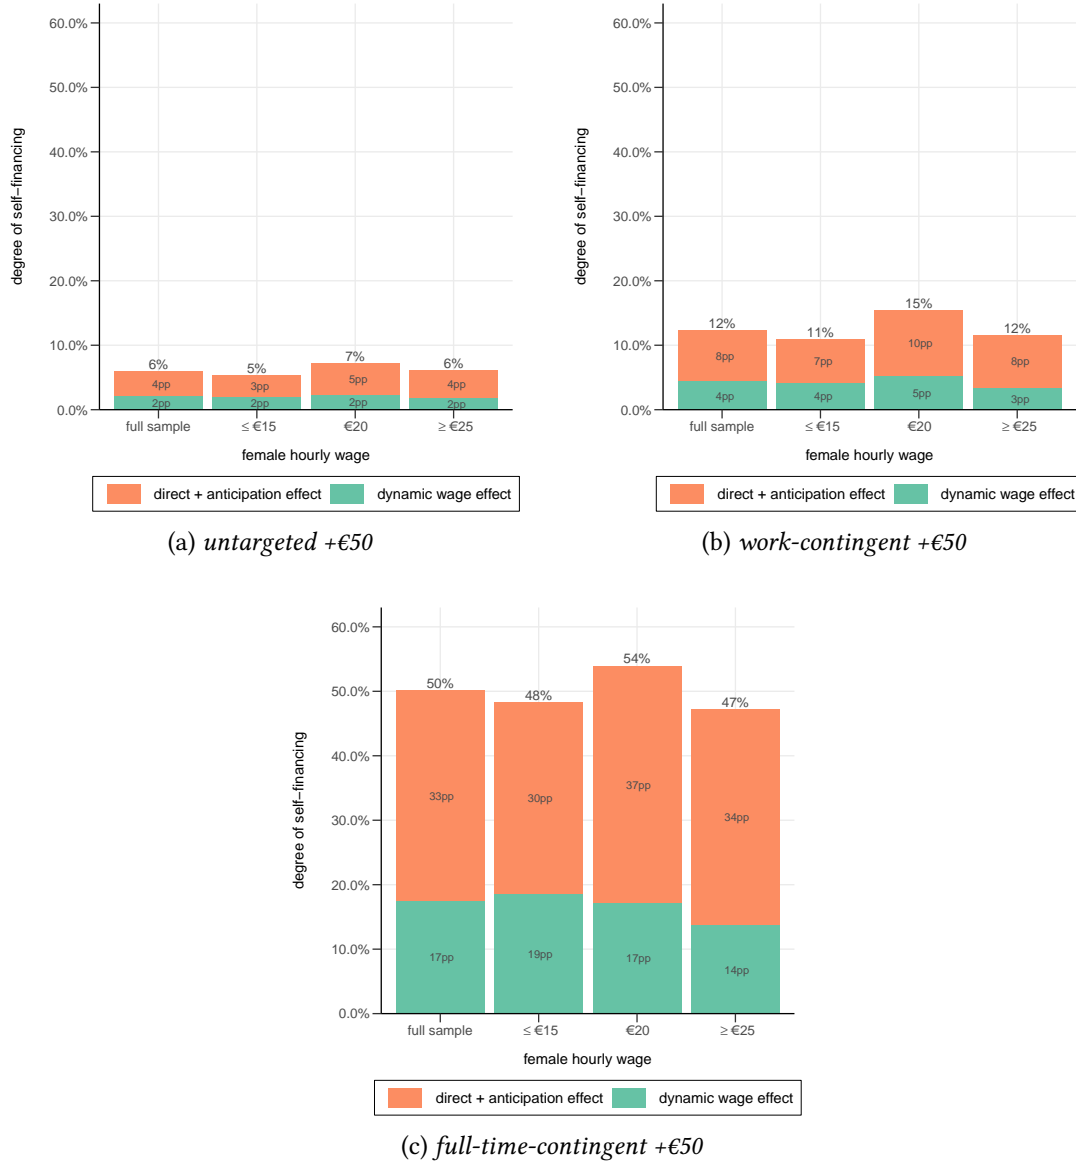 60.0%
50.0%
40.0%
30.0%
20.0%
10.0%
0.0%
degree of self−financing
6%
5%
7%
6%
4pp
3pp
5pp
4pp
2pp
2pp
2pp
2pp
full sample
≤ €15
€20
≥ €25
female hourly wage
direct + anticipation effect
dynamic wage effect
(a) untargeted +€50
60.0%
50.0%
40.0%
30.0%
20.0%
10.0%
0.0%
degree of self−financing
12%
11%
15%
12%
8pp
7pp
10pp
8pp
4pp
4pp
5pp
3pp
full sample
≤ €15
€20
≥ €25
female hourly wage
direct + anticipation effect
dynamic wage effect
(b) work-contingent +€50
60.0%
50.0%
40.0%
30.0%
20.0%
10.0%
0.0%
degree of self−financing
50%
48%
54%
47%
33pp
30pp
37pp
34pp
17pp
19pp
17pp
14pp
full sample
≤ €15
€20
≥ €25
female hourly wage
direct + anticipation effect
dynamic wage effect
(c) full-time-contingent +€50